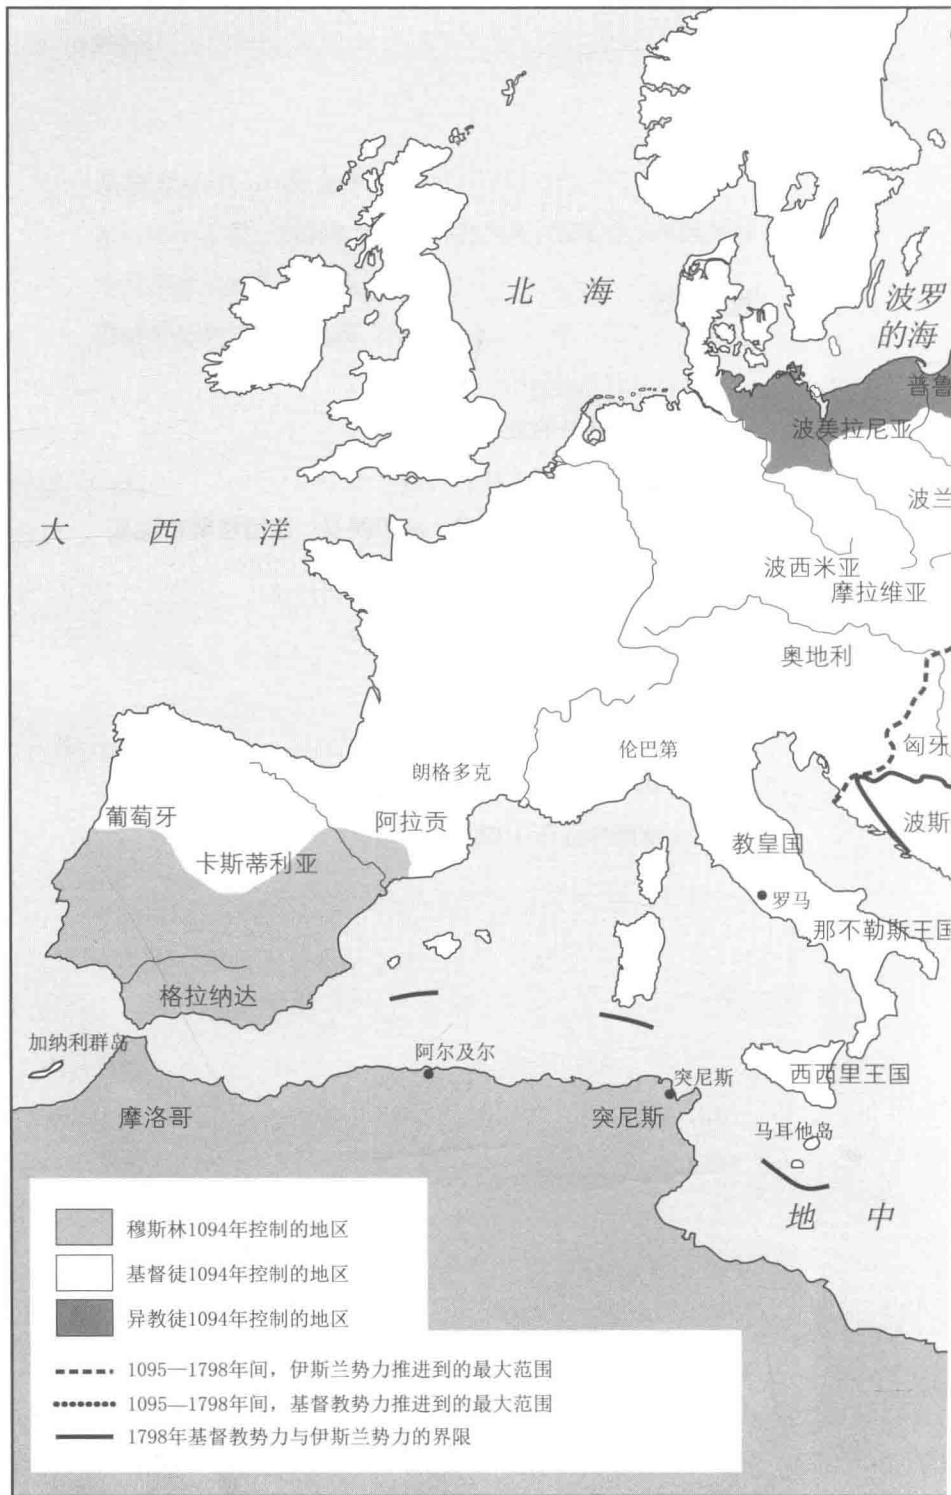 北 海
波罗
的海
普鲁
波美拉尼亚
波兰
大 西 洋
波西米亚
摩拉维亚
奥地利
匈牙
伦巴第
朗格多克
葡萄牙
阿拉贡
波斯
教皇国
卡斯蒂利亚
罗马
那不勒斯王国
格拉纳达
加纳利群岛
阿尔及尔
突尼斯
西西里王国
摩洛哥
突尼斯
马耳他岛
地 中
穆斯林1094年控制的地区
基督徒1094年控制的地区
异教徒1094年控制的地区
1095—1798年间，伊斯兰势力推进到的最大范围
1095—1798年间，基督教势力推进到的最大范围
1798年基督教势力与伊斯兰势力的界限